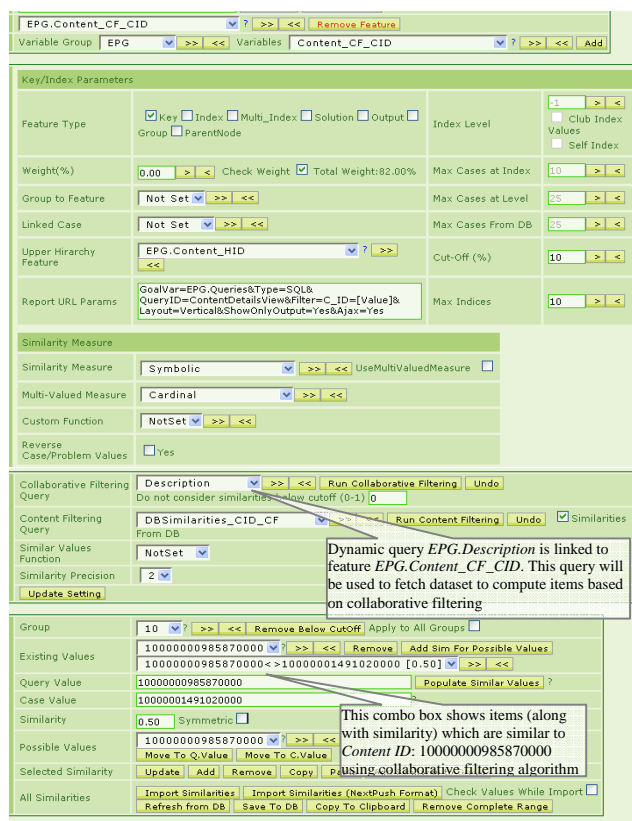 EPG.Content_CF_CID ? >> << Remove Feature
Variable Group EPG >> << Variables Content_CF_CID ? >> << Add
Key/Index Parameters
Feature Type Key Index Multi_Index Solution Output Group ParentNode Index Level -1 > < Club Index Values Self Index
Weight(%) 0.00 > < Check Weight Total Weight:82.00% Max Cases at Index 10 > <
Group to Feature Not Set >> << Max Cases at Level 25 > <
Linked Case Not Set >> << Max Cases From DB 25 > <
Upper Hirarchy Feature EPG.Content_HID ? >> << Cut-Off (%) 10 > <
Report URL Params GoalVar=EPG.Queries&Type=SQL&
QueryID=ContentDetailsView&Filter=C_ID=[Value]&
Layout=Vertical&ShowOnlyOutput=Yes&Ajax=Yes
Max Indices 10 > <
Similarity Measure
Similarity Measure Symbolic >> << UseMultiValuedMeasure
Multi-Valued Measure Cardinal >> <<
Custom Function NotSet >> <<
Reverse Case/Problem Values Yes
Collaborative Filtering Query Description >> << Run Collaborative Filtering Undo
Do not consider similarities below cutoff (0-1) 0
Content Filtering Query DBSimilarities_CID_CF >> << Run Content Filtering Undo Similarities From DB
Similar Values Function NotSet
Similarity Precision 2
Update Setting
Dynamic query EPG.Description is linked to
feature EPG.Content_CF_CID. This query will
be used to fetch dataset to compute items based
on collaborative filtering
Group 10 ? >> << Remove Below CutOff Apply to All Groups
Existing Values 10000000985870000 ? >> << Remove Add Sim For Possible Values
10000000985870000<>10000001491020000 [0.50] >> <<
Query Value 10000000985870000 Populate Similar Values ?
Case Value 10000001491020000 ?
Similarity 0.50 Symmetric
Possible Values 10000000985870000 ? >> <<
Move To Q.Value Move To C.Value
Selected Similarity Update Add Remove Copy
All Similarities Import Similarities Import Similarities (NextPush Format) Check Values While Import
Refresh from DB Save To DB Copy To Clipboard Remove Complete Range
This combo box shows items (along
with similarity) which are similar to
Content ID: 10000000985870000
using collaborative filtering algorithm